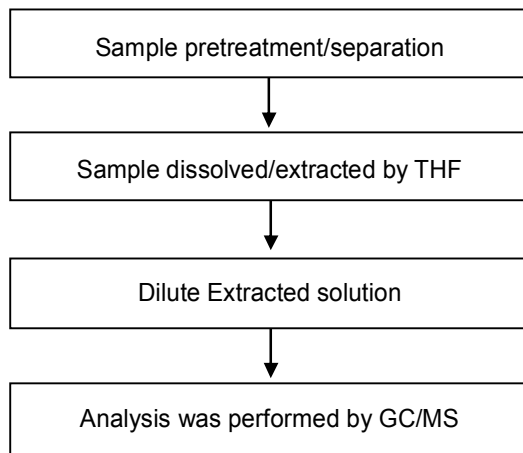 Sample pretreatment/separation
Sample dissolved/extracted by THF
Dilute Extracted solution
Analysis was performed by GC/MS